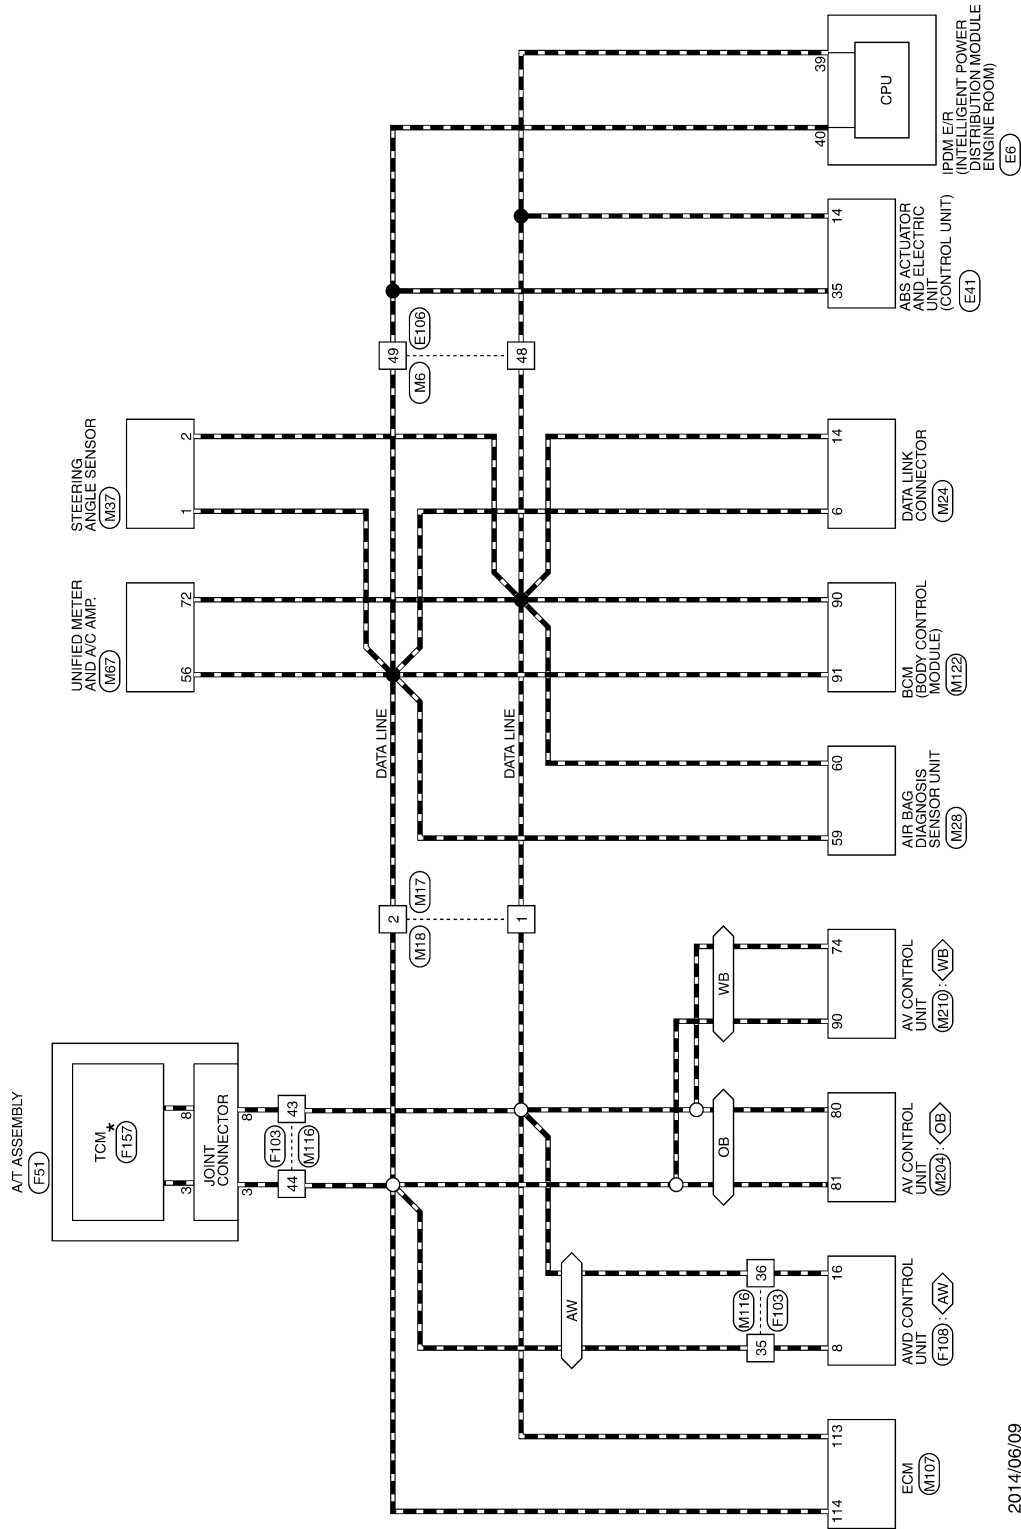 A/T ASSEMBLY
F51
TCM*
F157
3
8
JOINT
CONNECTOR
3
8
44
43
F103
M116
UNIFIED METER
AND A/C AMP.
M67
56
72
STEERING
ANGLE SENSOR
M37
1
2
DATA LINE
DATA LINE
2
M18
M17
1
49
M6
E106
48
AW
M116
F103
35
36
OB
WB
114
113
ECM
M107
8
16
AWD CONTROL
UNIT
F108 : AW
81
80
AV CONTROL
UNIT
M204 : OB
90
74
AV CONTROL
UNIT
M210 : WB
59
60
AIR BAG
DIAGNOSIS
SENSOR UNIT
M28
91
90
BCM
(BODY CONTROL
MODULE)
M122
6
14
DATA LINK
CONNECTOR
M24
35
14
ABS ACTUATOR
AND ELECTRIC
UNIT
(CONTROL UNIT)
E41
40
39
CPU
IPDM E/R
(INTELLIGENT POWER
DISTRIBUTION MODULE
ENGINE ROOM)
E6
2014/06/09